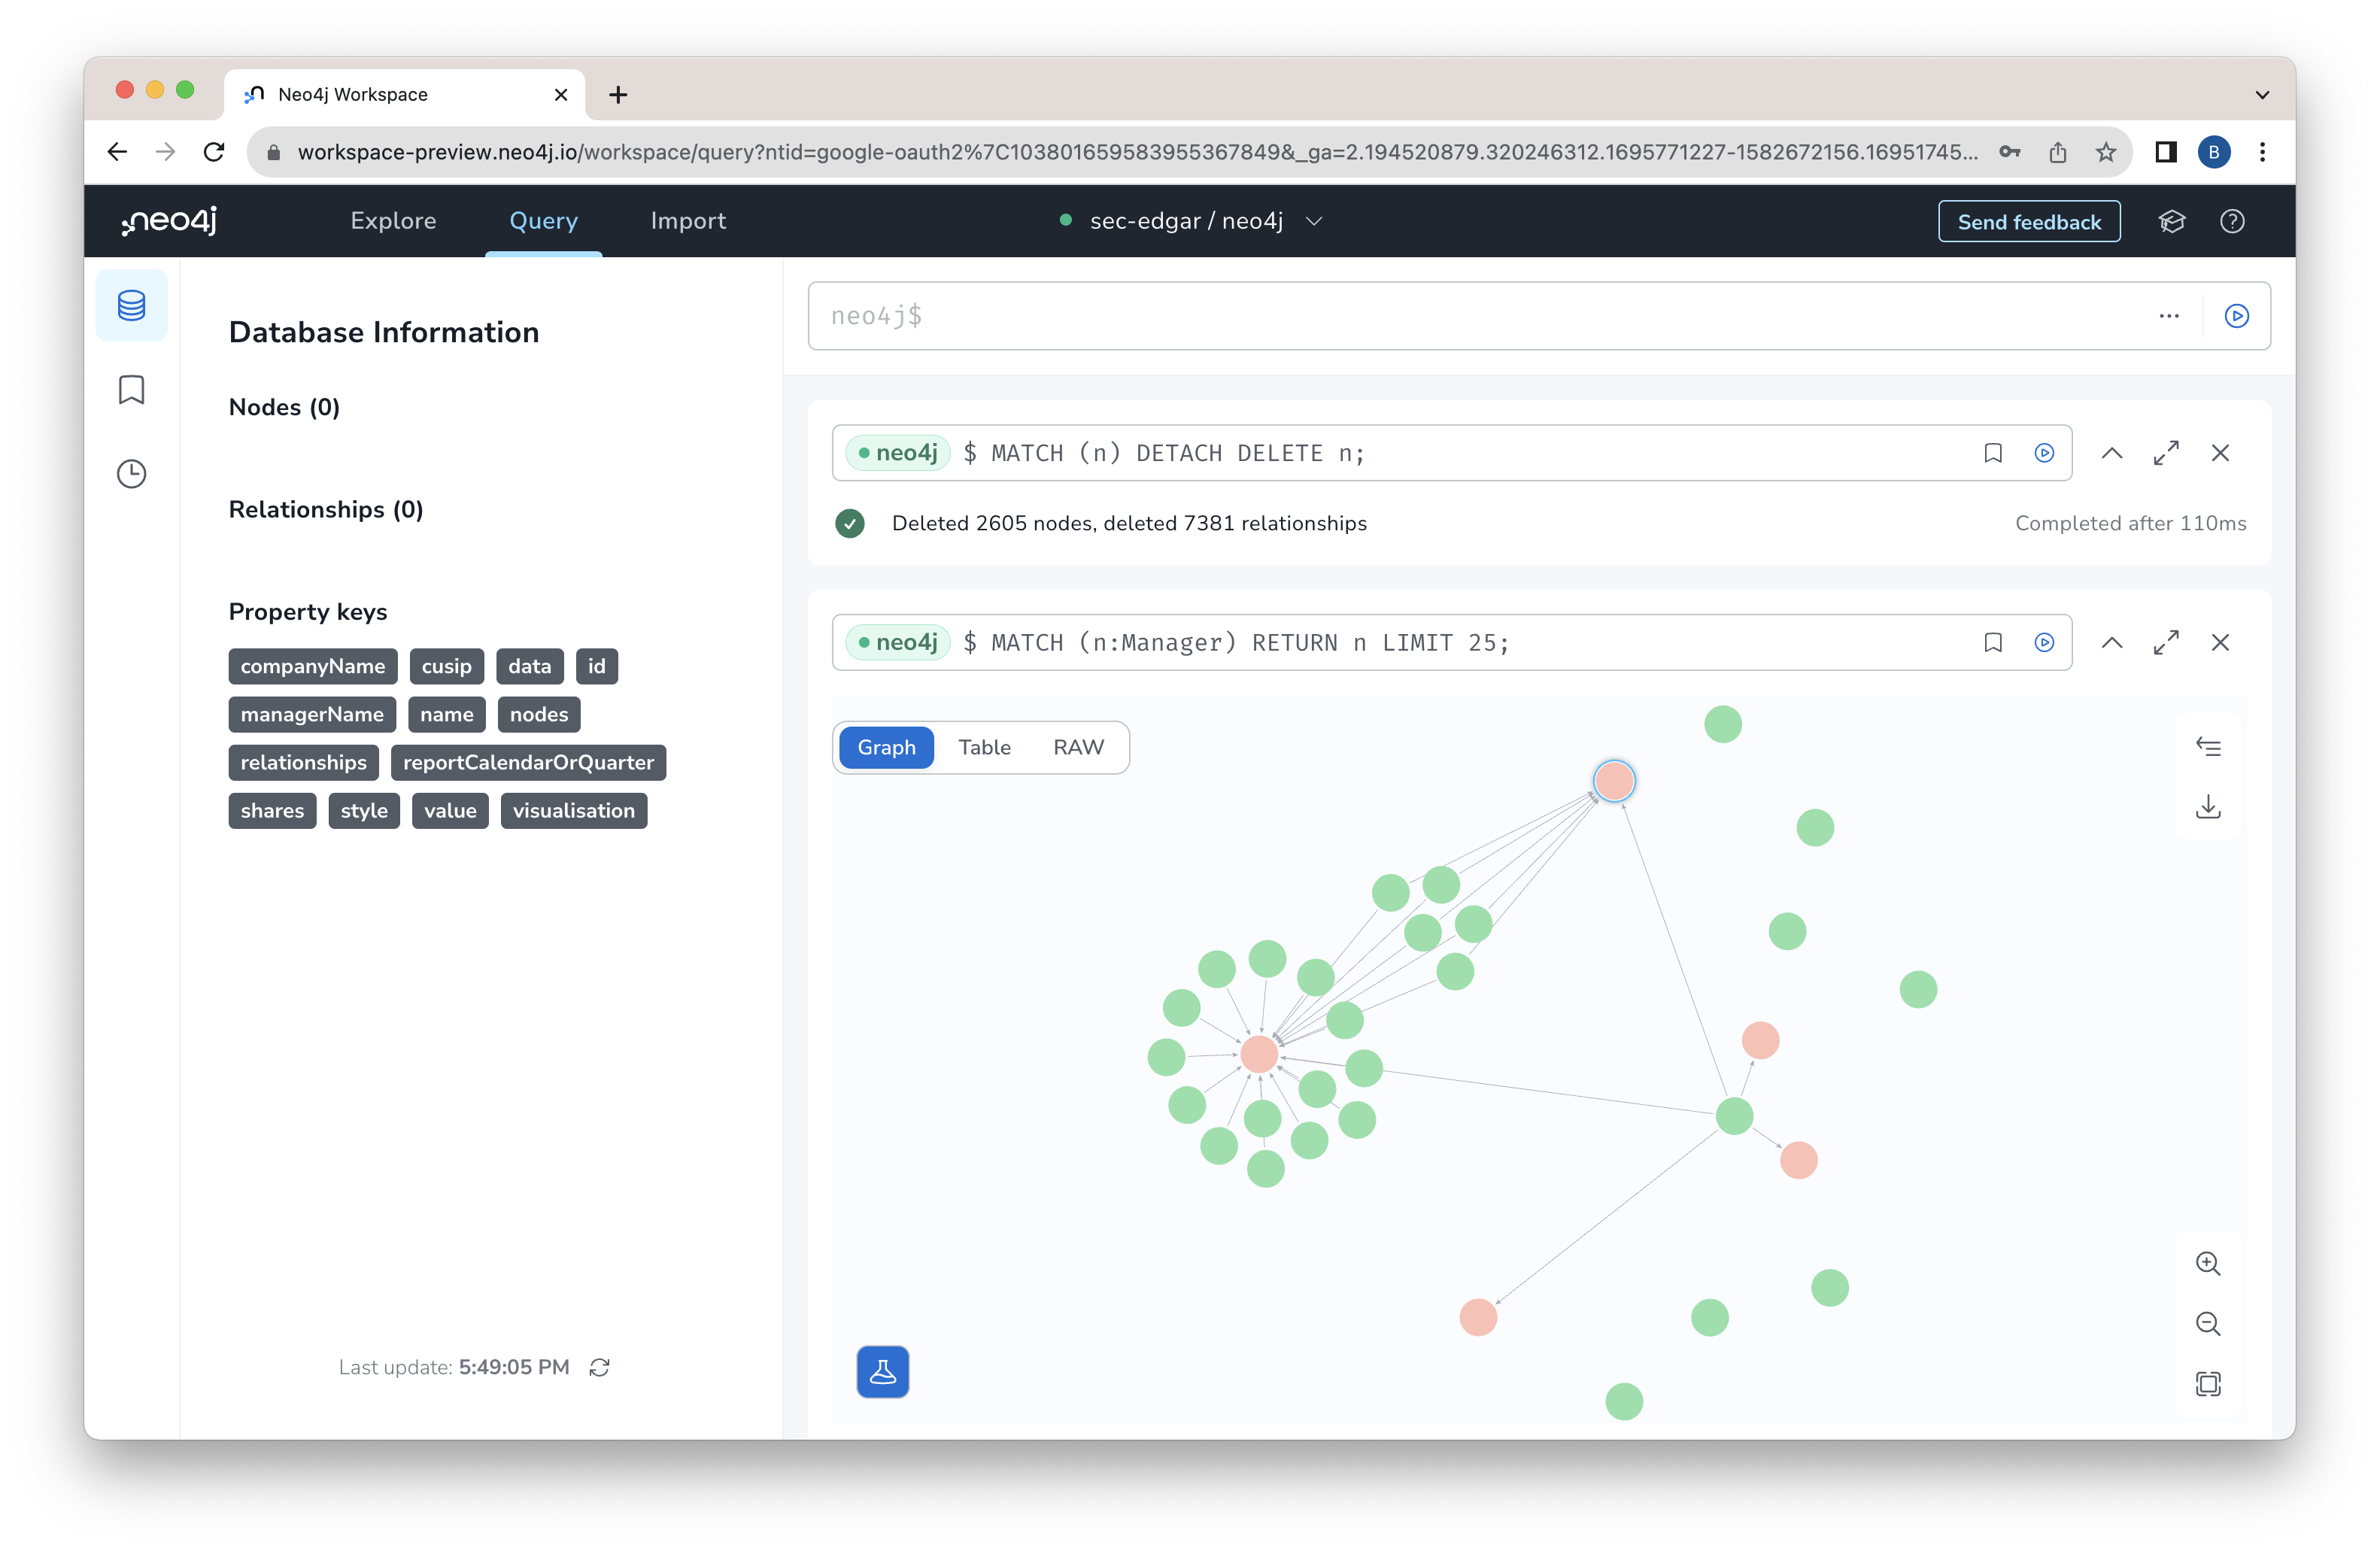 Neo4j Workspace
workspace-preview.neo4j.io/workspace/query?ntid=google-oauth2%7C103801659583955367849&_ga=2.194520879.320246312.1695771227-1582672156.16951745...
B
neo4j
Explore
Query
Import
sec-edgar / neo4j
Send feedback
Database Information
Nodes (0)
Relationships (0)
Property keys
companyName cusip data id
managerName name nodes
relationships reportCalendarOrQuarter
shares style value visualisation
Last update: 5:49:05 PM
neo4j$
neo4j $ MATCH (n) DETACH DELETE n;
Deleted 2605 nodes, deleted 7381 relationships
Completed after 110ms
neo4j $ MATCH (n:Manager) RETURN n LIMIT 25;
Graph Table RAW